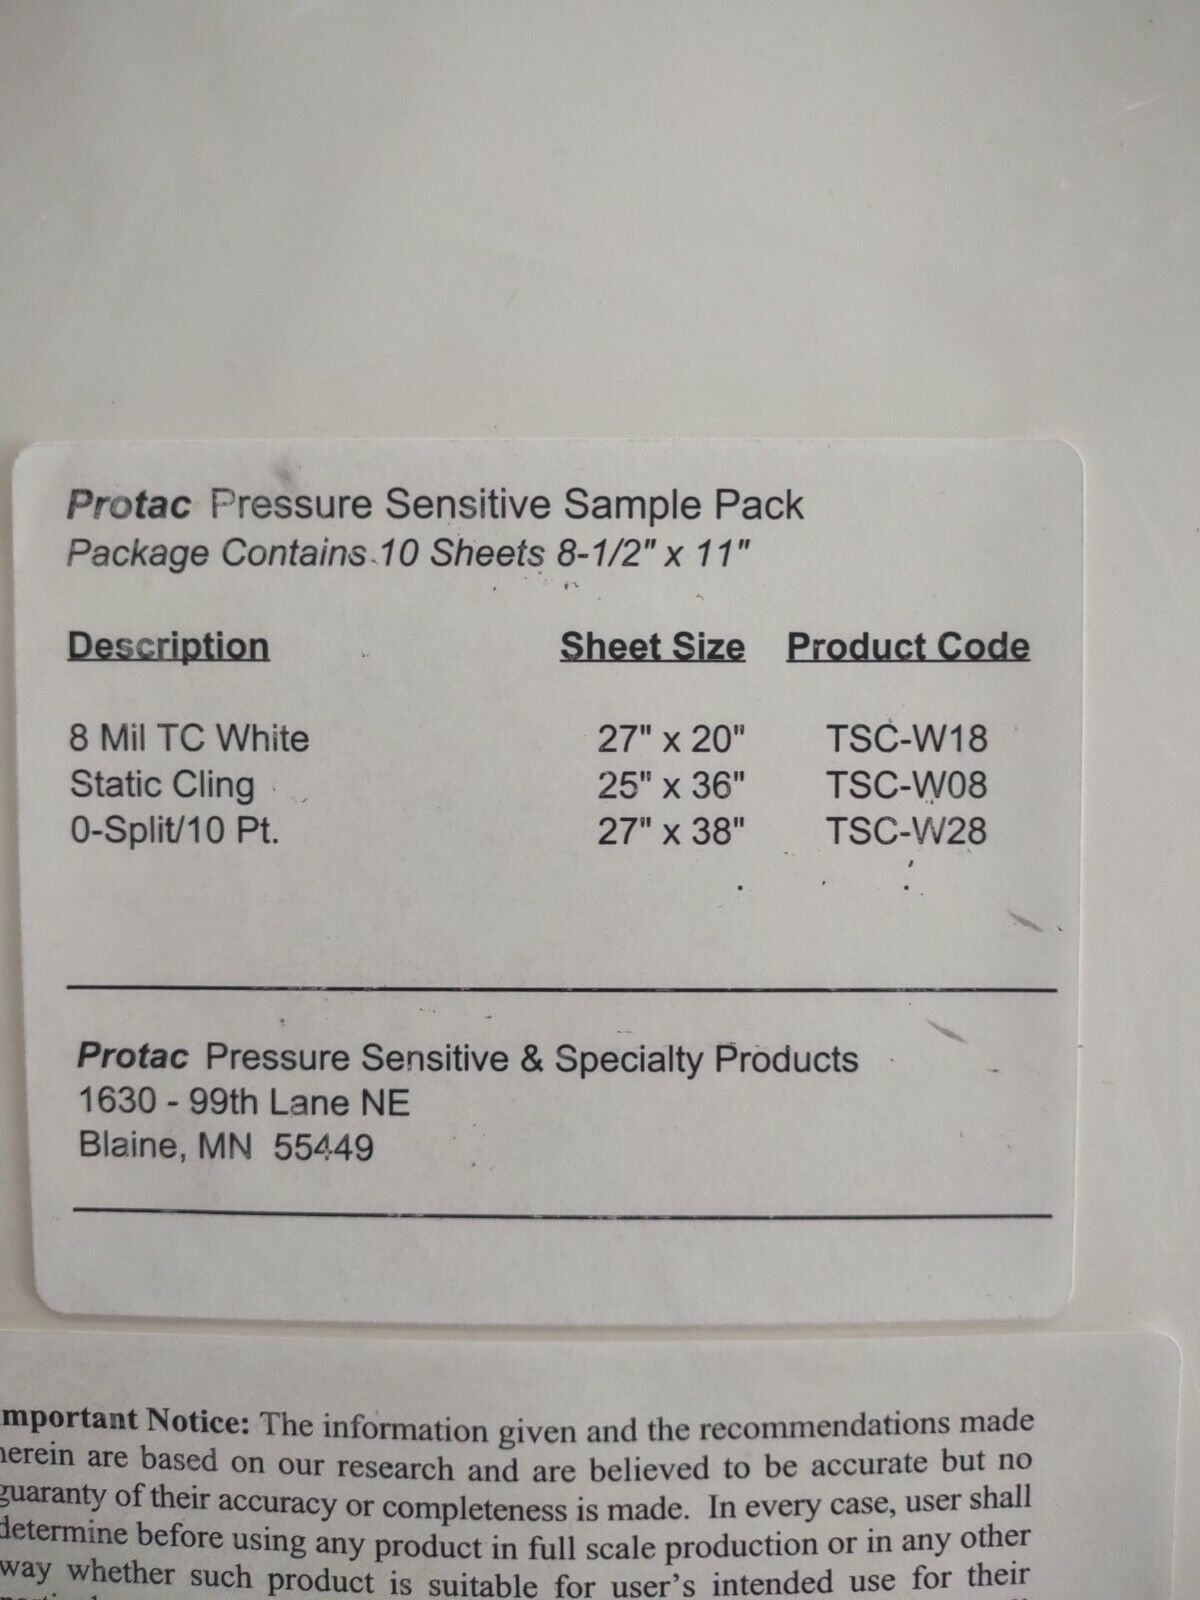 Protac Pressure Sensitive Sample Pack
Package Contains 10 Sheets 8-1/2" x 11"
Description Sheet Size Product Code
8 Mil TC White 27" x 20" TSC-W18
Static Cling 25" x 36" TSC-W08
0-Split/10 Pt. 27" x 38" TSC-W28
Protac Pressure Sensitive & Specialty Products
1630 - 99th Lane NE
Blaine, MN 55449
mportant Notice: The information given and the recommendations made
herein are based on our research and are believed to be accurate but no
guaranty of their accuracy or completeness is made. In every case, user shall
determine before using any product in full scale production or in any other
way whether such product is suitable for user's intended use for their